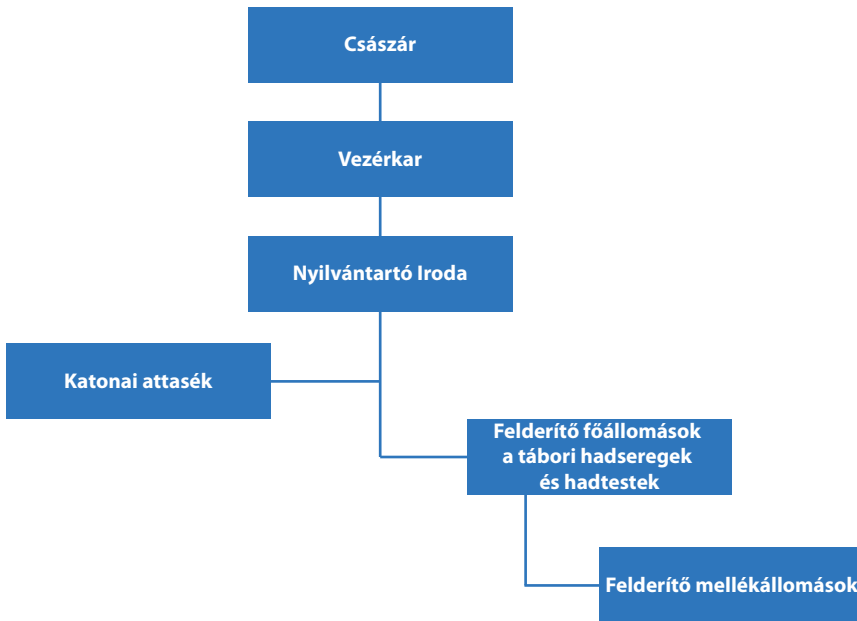 Császár
Vezérkar
Nyilvántartó Iroda
Katonai attasék
Felderítő főállomások
a tábori hadseregek
és hadtestek
Felderítő mellékállomások